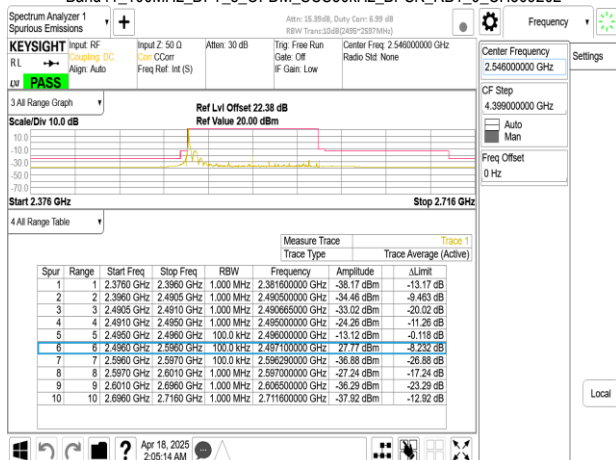 Spectrum Analyzer 1
Spurious Emissions
Attn: 15.39dB, Duty Corr: 6.99 dB
RBW Trans:10dB(2495~2597MHz)
Frequency
KEYSIGHT
Input: RF
Input Z: 50 Ω
Atten: 30 dB
Trig: Free Run
Center Freq: 2.546000000 GHz
RL
Coupling: DC
Corr CCorr
Gate: Off
Radio Std: None
Align: Auto
Freq Ref: Int (S)
IF Gain: Low
PASS
Center Frequency
2.546000000 GHz
Settings
CF Step
4.399000000 GHz
Auto
Man
Freq Offset
0 Hz
3 All Range Graph
Ref Lvl Offset 22.38 dB
Scale/Div 10.0 dB
Ref Value 20.00 dBm
10.0
-10.0
-30.0
-50.0
-70.0
Start 2.376 GHz
Stop 2.716 GHz
4 All Range Table
Measure Trace Trace 1
Trace Type Trace Average (Active)
Spur Range Start Freq Stop Freq RBW Frequency Amplitude ΔLimit
1 1 2.3760 GHz 2.3960 GHz 1.000 MHz 2.381600000 GHz -38.17 dBm -13.17 dB
2 2 2.3960 GHz 2.4905 GHz 1.000 MHz 2.490500000 GHz -34.46 dBm -9.463 dB
3 3 2.4905 GHz 2.4910 GHz 1.000 MHz 2.490665000 GHz -33.02 dBm -20.02 dB
4 4 2.4910 GHz 2.4950 GHz 1.000 MHz 2.495000000 GHz -24.26 dBm -11.26 dB
5 5 2.4950 GHz 2.4960 GHz 100.0 kHz 2.496000000 GHz -13.12 dBm -0.118 dB
6 6 2.4960 GHz 2.5960 GHz 100.0 kHz 2.497100000 GHz 27.77 dBm -8.232 dB
7 7 2.5960 GHz 2.5970 GHz 100.0 kHz 2.596290000 GHz -36.88 dBm -26.88 dB
8 8 2.5970 GHz 2.6010 GHz 1.000 MHz 2.597000000 GHz -27.24 dBm -17.24 dB
9 9 2.6010 GHz 2.6960 GHz 1.000 MHz 2.606500000 GHz -36.29 dBm -23.29 dB
10 10 2.6960 GHz 2.7160 GHz 1.000 MHz 2.711600000 GHz -37.92 dBm -12.92 dB
Local
Apr 18, 2025
2:05:14 AM